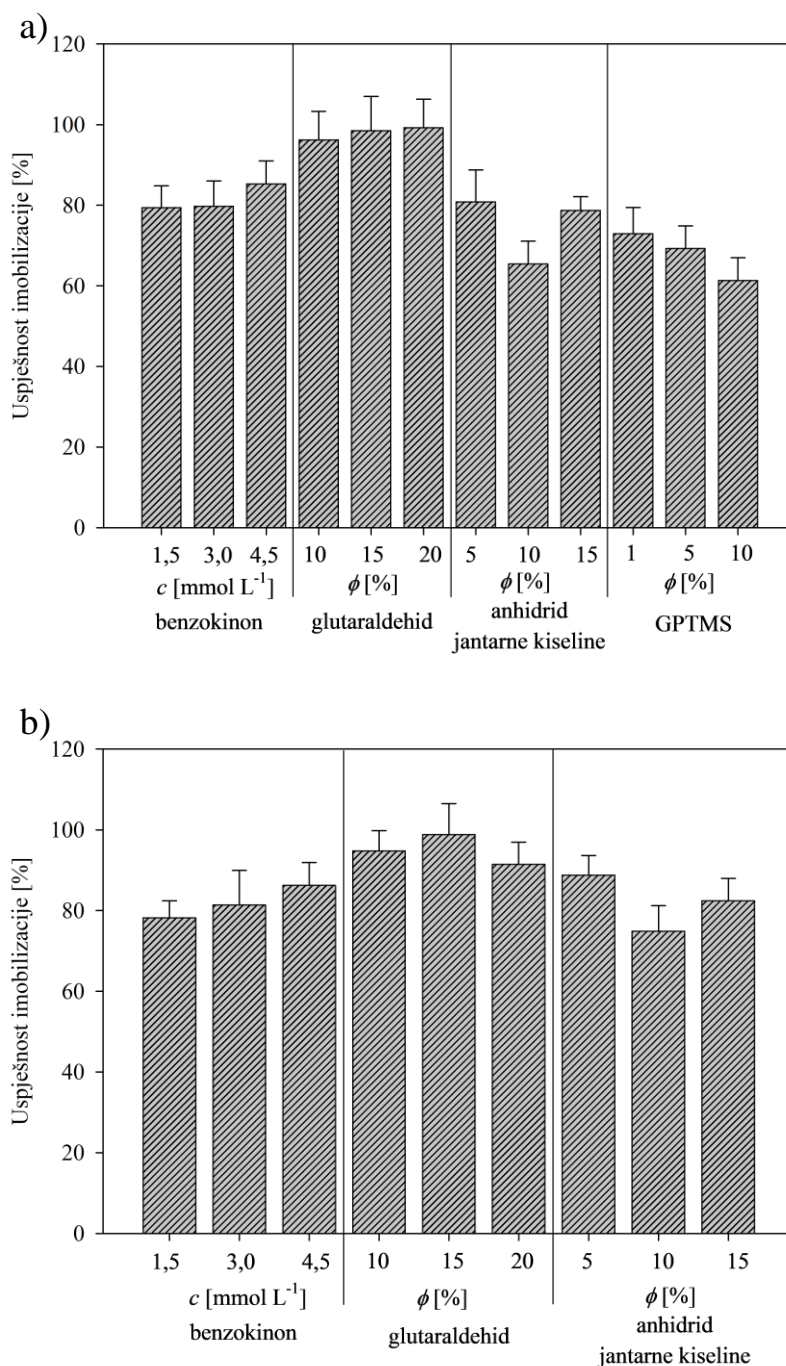 a)
Uspješnost imobilizacije [%]
120
100
80
60
40
20
0
1,5 3,0 4,5 10 15 20 5 10 15 1 5 10
c [mmol L⁻¹] ϕ [%] ϕ [%] ϕ [%]
benzokinon glutaraldehid anhidrid GPTMS
jantarne kiseline
b)
Uspješnost imobilizacije [%]
120
100
80
60
40
20
0
1,5 3,0 4,5 10 15 20 5 10 15
c [mmol L⁻¹] ϕ [%] ϕ [%]
benzokinon glutaraldehid anhidrid
jantarne kiseline